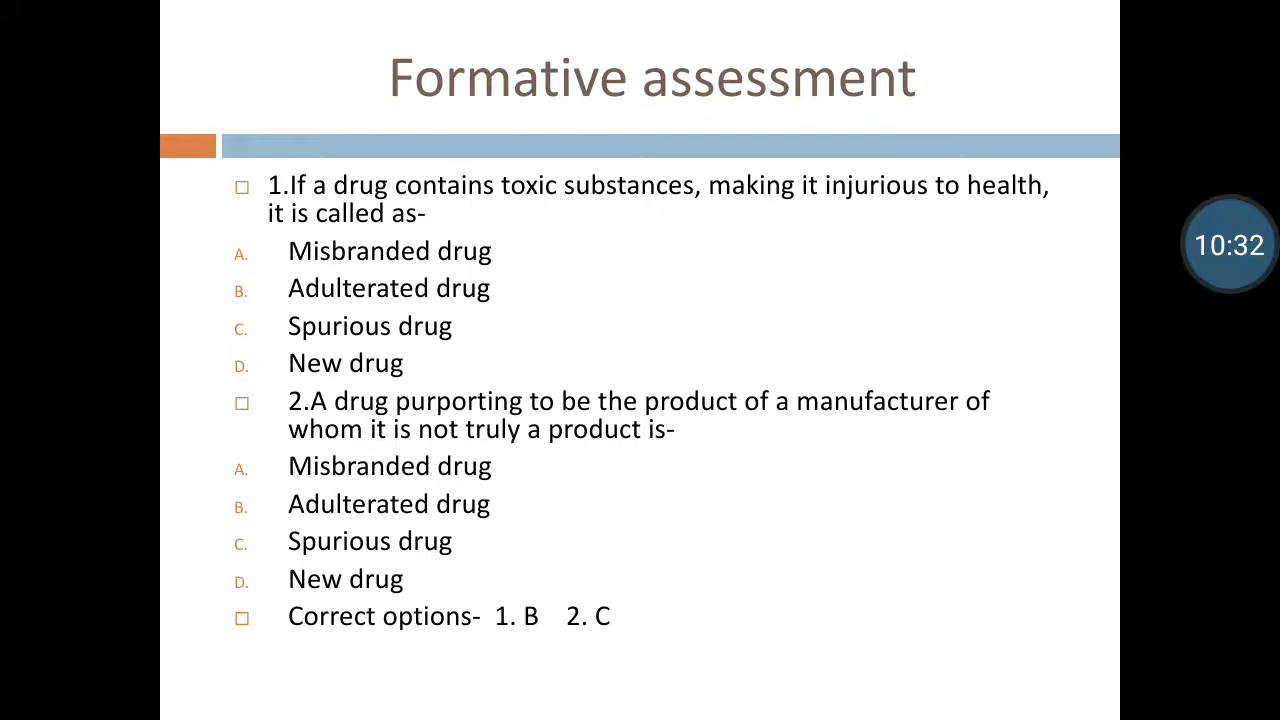 Formative assessment
1.If a drug contains toxic substances, making it injurious to health,
it is called as-
A. Misbranded drug
B. Adulterated drug
C. Spurious drug
D. New drug
2.A drug purporting to be the product of a manufacturer of
whom it is not truly a product is-
A. Misbranded drug
B. Adulterated drug
C. Spurious drug
D. New drug
Correct options- 1. B 2. C
10:32